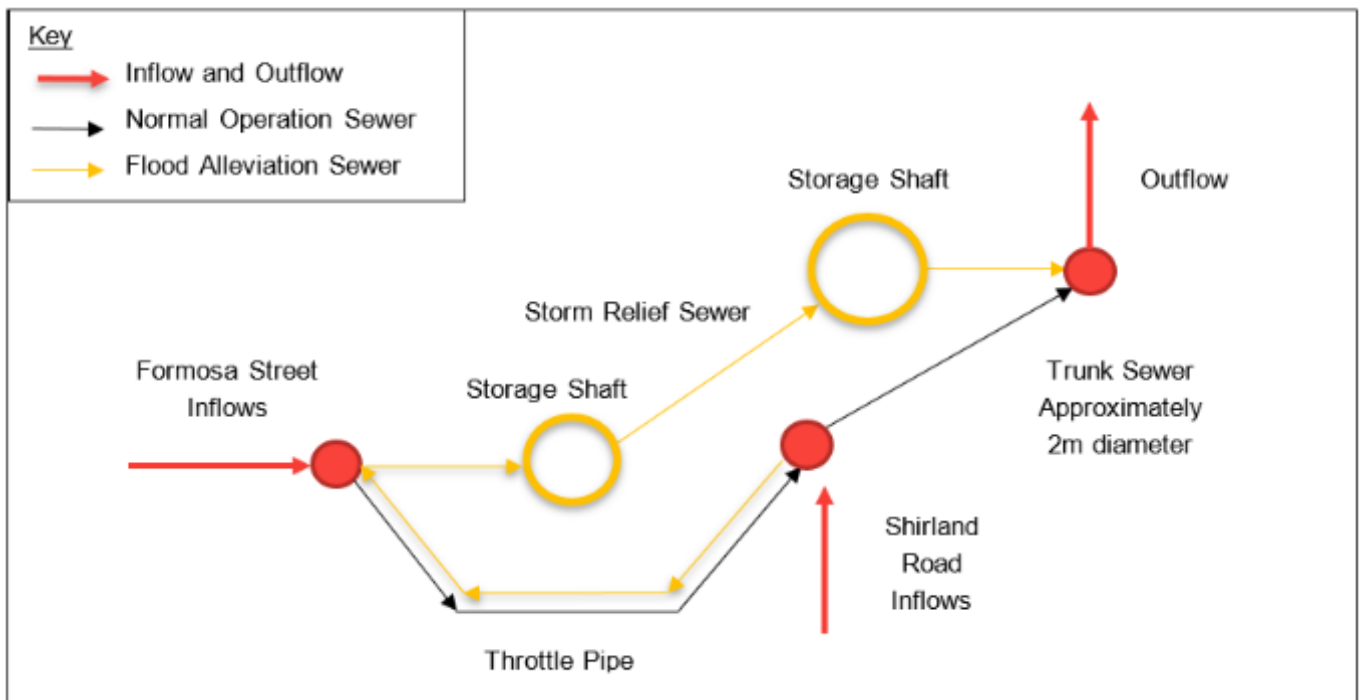 Key
Inflow and Outflow
Normal Operation Sewer
Flood Alleviation Sewer
Storage Shaft
Outflow
Storm Relief Sewer
Formosa Street
Inflows
Storage Shaft
Trunk Sewer
Approximately
2m diameter
Shirland
Road
Inflows
Throttle Pipe